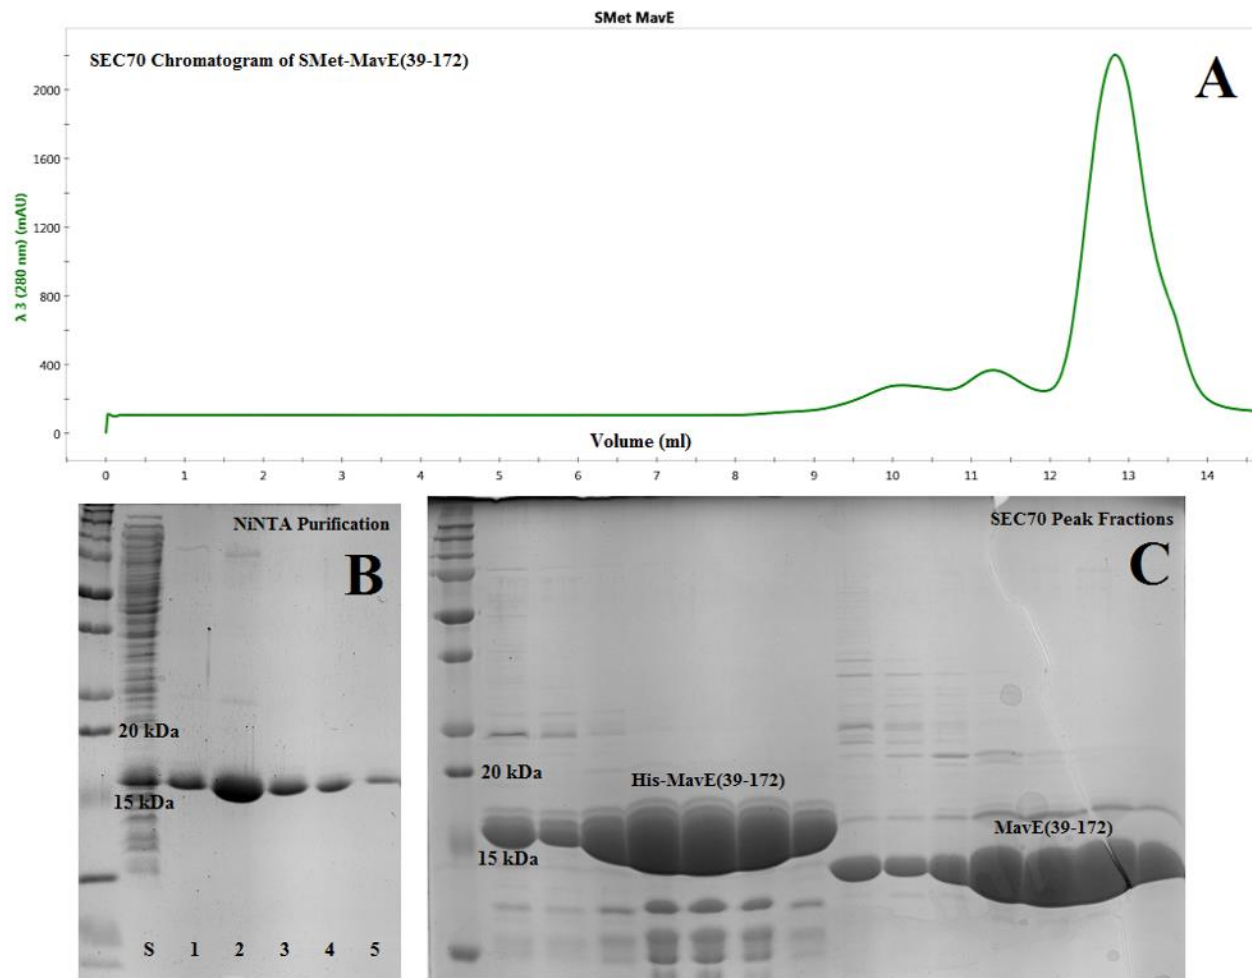 SMet MavE
SEC70 Chromatogram of SMet-MavE(39-172)
A
λ 3 (280 nm) (mAU)
2000
1600
1200
800
400
0
Volume (ml)
0 1 2 3 4 5 6 7 8 9 10 11 12 13 14
NiNTA Purification
B
20 kDa
15 kDa
S 1 2 3 4 5
SEC70 Peak Fractions
C
20 kDa
His-MavE(39-172)
MavE(39-172)
15 kDa